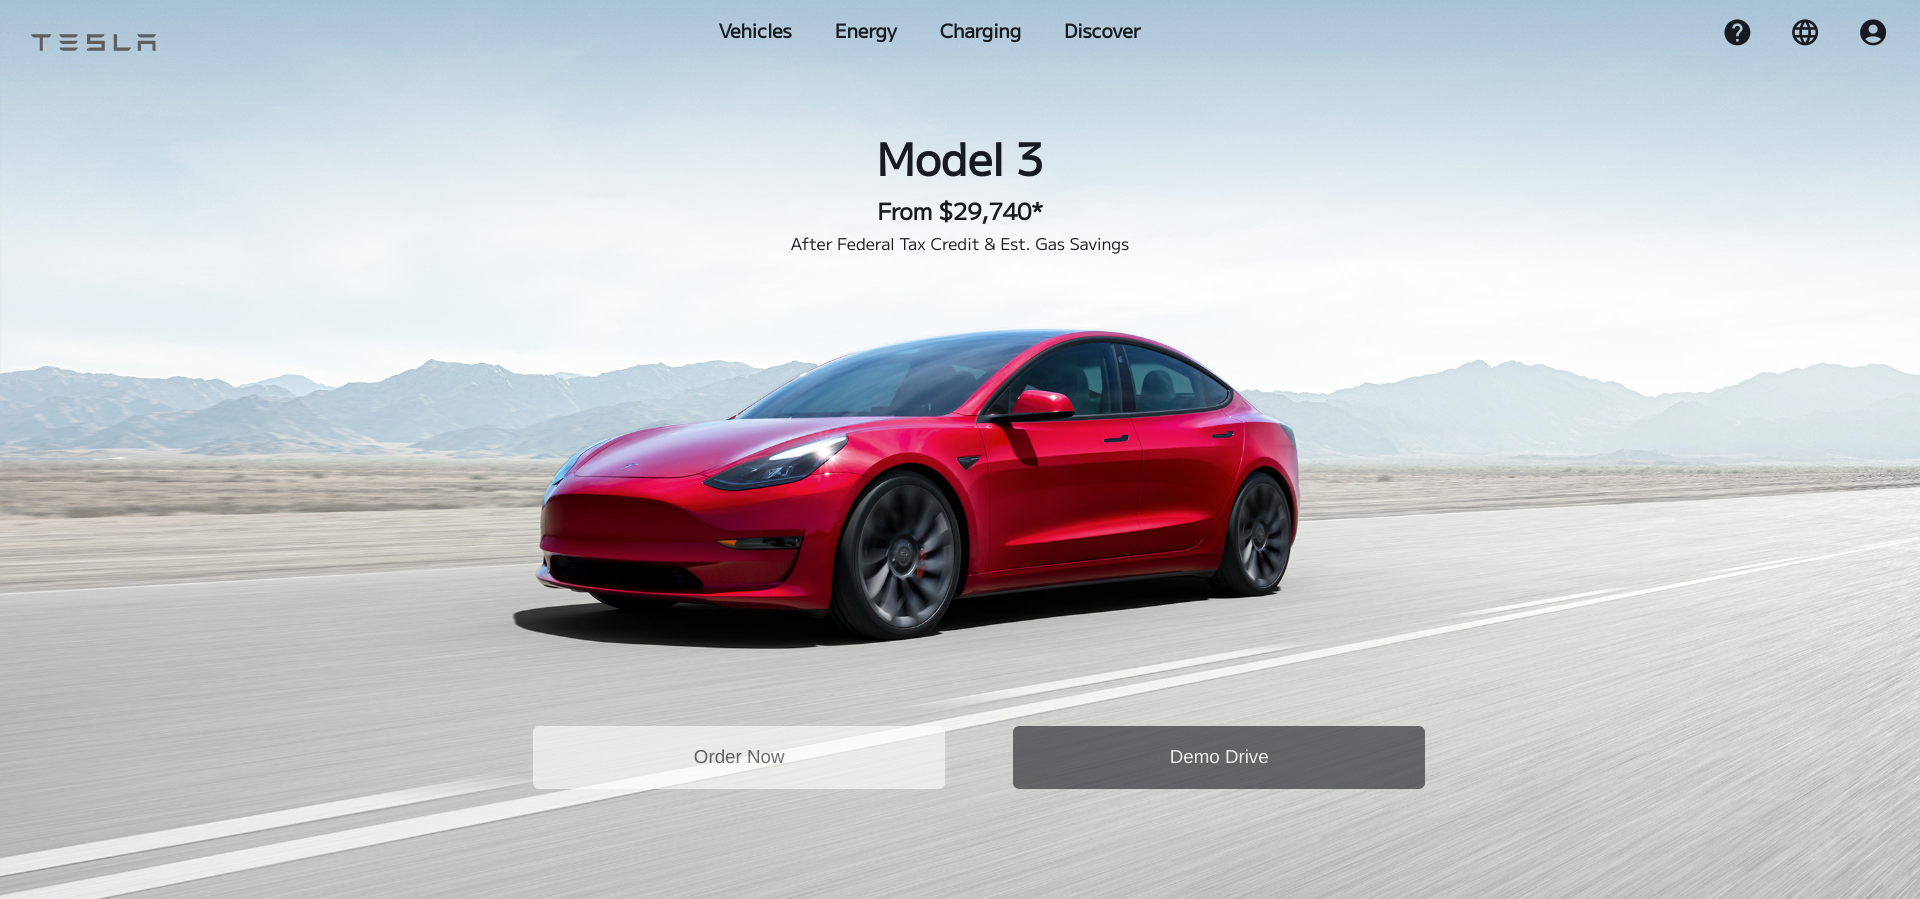 TESLA
Vehicles Energy Charging Discover
Model 3
From $29,740*
After Federal Tax Credit & Est. Gas Savings
Order Now Demo Drive